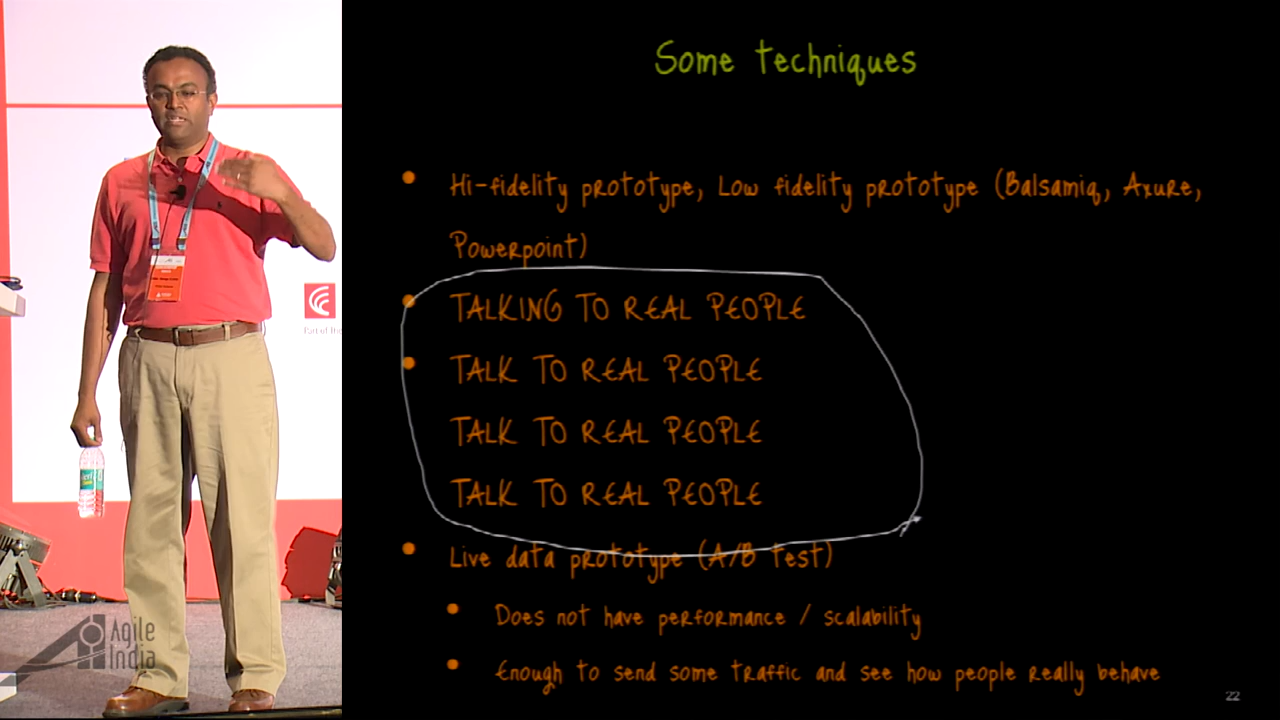 Some techniques
Hi-fidelity prototype, Low fidelity prototype (Balsamiq, Axure,
Powerpoint)
TALKING TO REAL PEOPLE
TALK TO REAL PEOPLE
TALK TO REAL PEOPLE
TALK TO REAL PEOPLE
Live data prototype (A/B test)
Does not have performance / scalability
Enough to send some traffic and see how people really behave
22
Agile
India
Part of